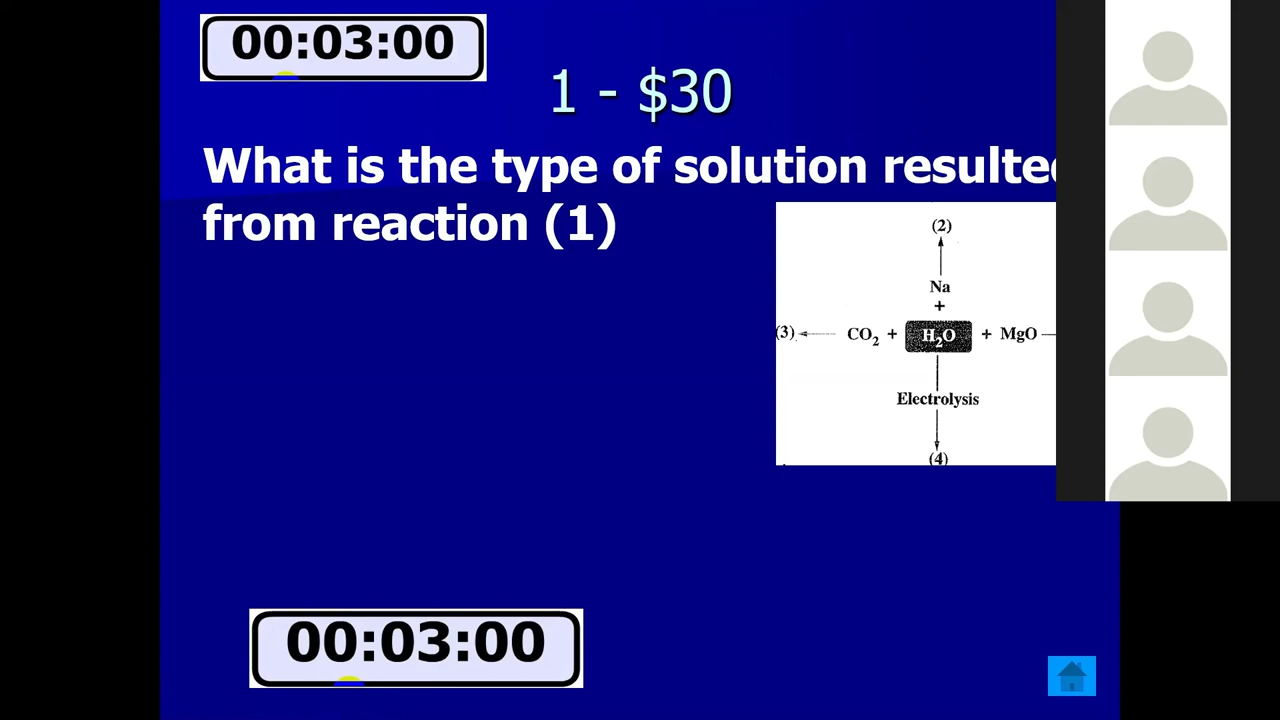 00:03:00
1 - $30
What is the type of solution resulted
from reaction (1)
(2)
Na
+
(3) CO2 + H2O + MgO
Electrolysis
(4)
00:03:00